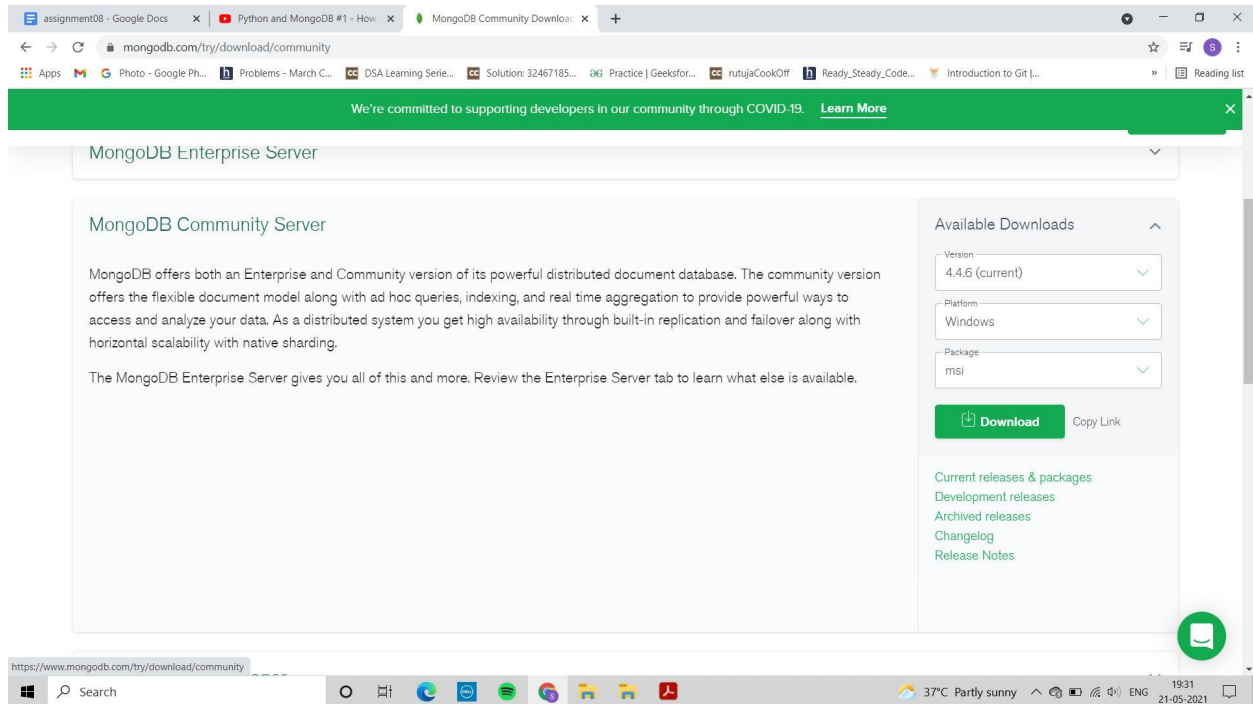 assignment08 - Google Docs
Python and MongoDB #1 - How
MongoDB Community Downloa
mongodb.com/try/download/community
Apps
Photo - Google Ph...
Problems - March C...
DSA Learning Serie...
Solution: 32467185...
Practice | Geeksfor...
rutujaCookOff
Ready_Steady_Code...
Introduction to Git |...
»
Reading list
We're committed to supporting developers in our community through COVID-19. Learn More
MongoDB Enterprise Server
MongoDB Community Server
MongoDB offers both an Enterprise and Community version of its powerful distributed document database. The community version
offers the flexible document model along with ad hoc queries, indexing, and real time aggregation to provide powerful ways to
access and analyze your data. As a distributed system you get high availability through built-in replication and failover along with
horizontal scalability with native sharding.
The MongoDB Enterprise Server gives you all of this and more. Review the Enterprise Server tab to learn what else is available.
Available Downloads
Version
4.4.6 (current)
Platform
Windows
Package
msi
Download Copy Link
Current releases & packages
Development releases
Archived releases
Changelog
Release Notes
https://www.mongodb.com/try/download/community
Search
37°C Partly sunny
ENG
19:31
21-05-2021